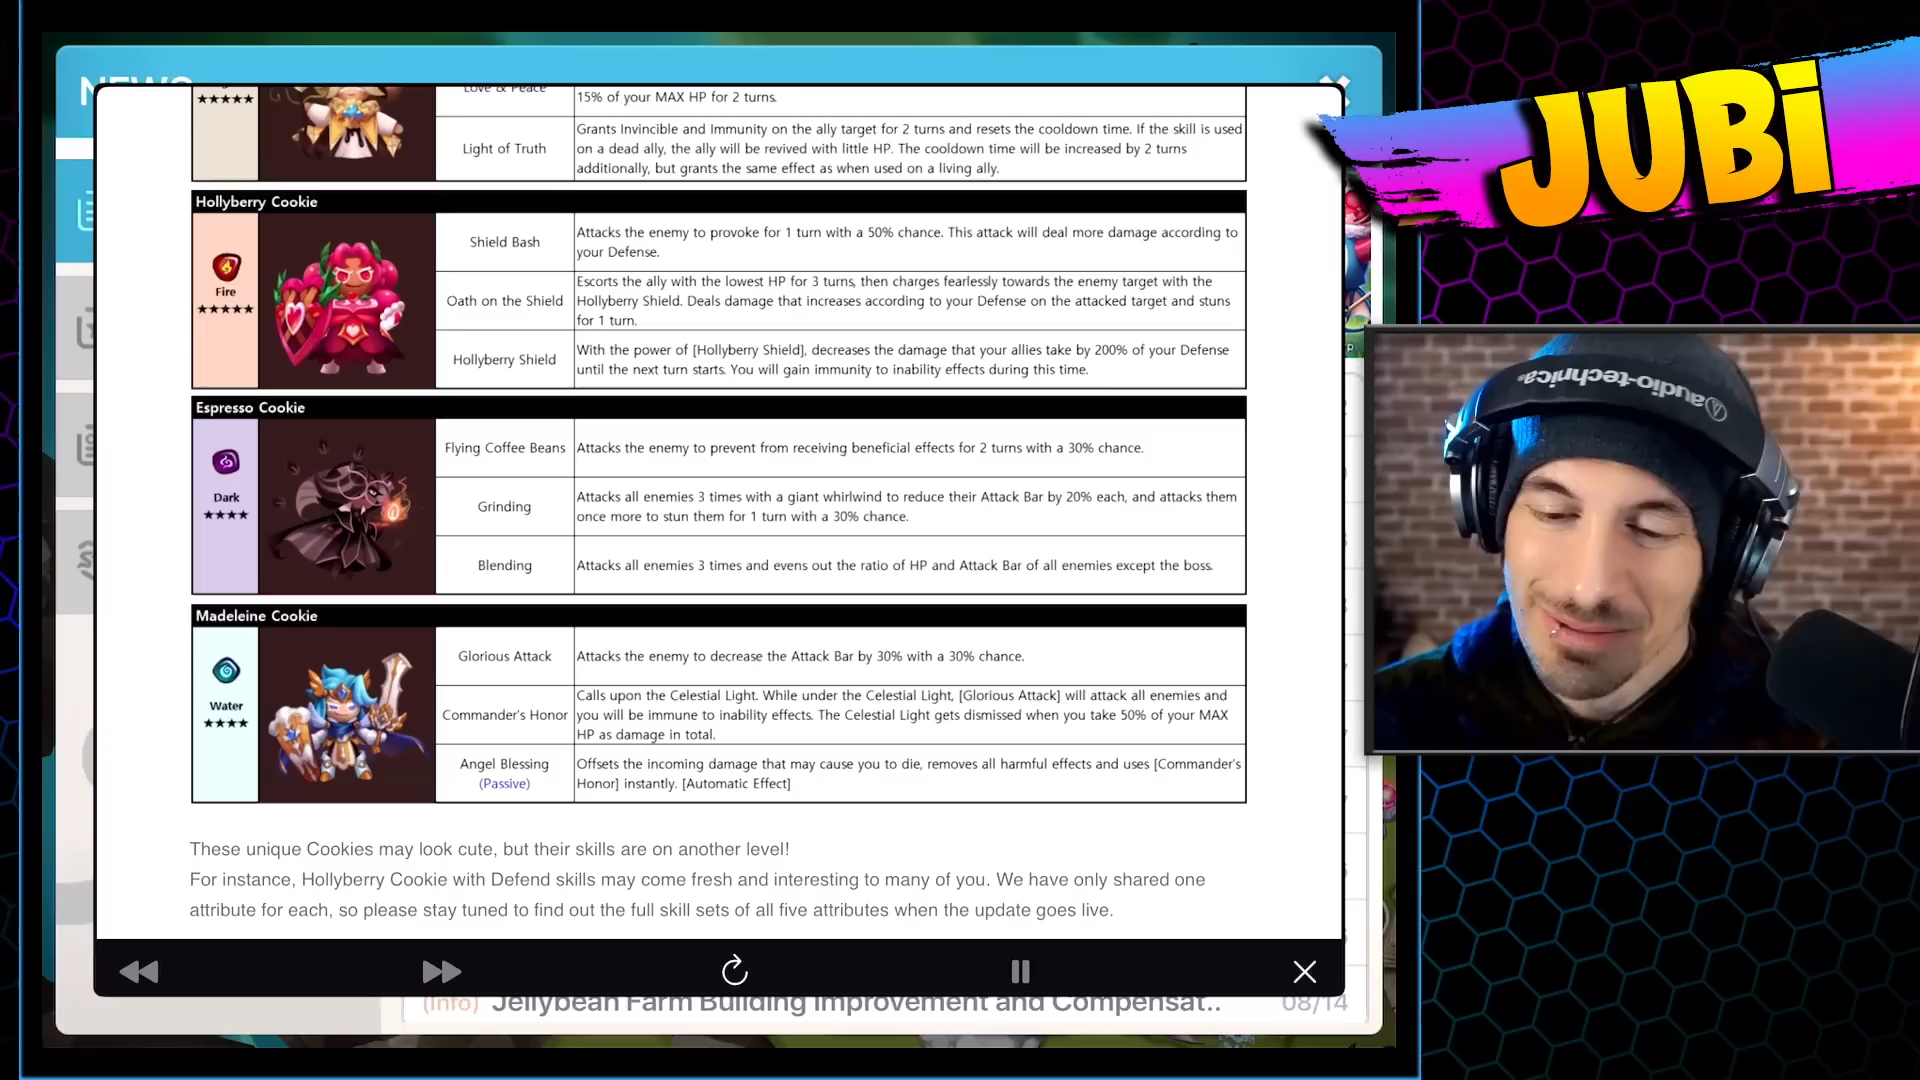 NEWS
Love & Peace
15% of your MAX HP for 2 turns.
★★★★★
Light of Truth
Grants Invincible and Immunity on the ally target for 2 turns and resets the cooldown time. If the skill is used
on a dead ally, the ally will be revived with little HP. The cooldown time will be increased by 2 turns
additionally, but grants the same effect as when used on a living ally.
Hollyberry Cookie
Fire
★★★★★
Shield Bash
Attacks the enemy to provoke for 1 turn with a 50% chance. This attack will deal more damage according to
your Defense.
Oath on the Shield
Escorts the ally with the lowest HP for 3 turns, then charges fearlessly towards the enemy target with the
Hollyberry Shield. Deals damage that increases according to your Defense on the attacked target and stuns
for 1 turn.
Hollyberry Shield
With the power of [Hollyberry Shield], decreases the damage that your allies take by 200% of your Defense
until the next turn starts. You will gain immunity to inability effects during this time.
Espresso Cookie
Dark
★★★★
Flying Coffee Beans
Attacks the enemy to prevent from receiving beneficial effects for 2 turns with a 30% chance.
Grinding
Attacks all enemies 3 times with a giant whirlwind to reduce their Attack Bar by 20% each, and attacks them
once more to stun them for 1 turn with a 30% chance.
Blending
Attacks all enemies 3 times and evens out the ratio of HP and Attack Bar of all enemies except the boss.
Madeleine Cookie
Water
★★★★
Glorious Attack
Attacks the enemy to decrease the Attack Bar by 30% with a 30% chance.
Commander's Honor
Calls upon the Celestial Light. While under the Celestial Light, [Glorious Attack] will attack all enemies and
you will be immune to inability effects. The Celestial Light gets dismissed when you take 50% of your MAX
HP as damage in total.
Angel Blessing
(Passive)
Offsets the incoming damage that may cause you to die, removes all harmful effects and uses [Commander's
Honor] instantly. [Automatic Effect]
These unique Cookies may look cute, but their skills are on another level!
For instance, Hollyberry Cookie with Defend skills may come fresh and interesting to many of you. We have only shared one
attribute for each, so please stay tuned to find out the full skill sets of all five attributes when the update goes live.
(Info) Jellybean Farm Building Improvement and Compensat.. 08/14
JUBi
audio-technica